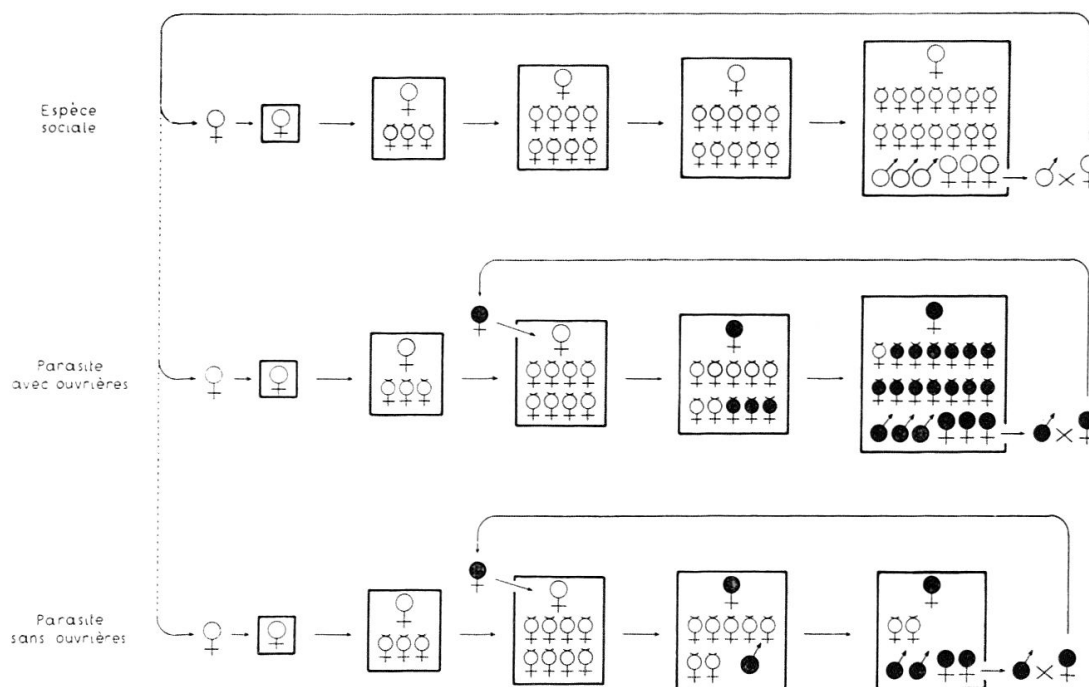 Espèce
sociale
Parasite
avec ouvrières
Parasite
sans ouvrières